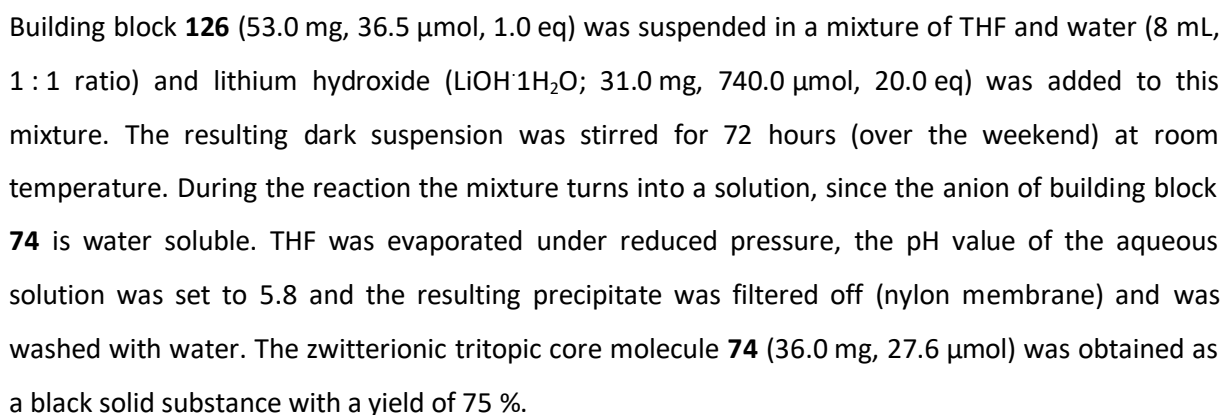 Building block 126 (53.0 mg, 36.5 µmol, 1.0 eq) was suspended in a mixture of THF and water (8 mL,
1 : 1 ratio) and lithium hydroxide (LiOH·1H₂O; 31.0 mg, 740.0 µmol, 20.0 eq) was added to this
mixture. The resulting dark suspension was stirred for 72 hours (over the weekend) at room
temperature. During the reaction the mixture turns into a solution, since the anion of building block
74 is water soluble. THF was evaporated under reduced pressure, the pH value of the aqueous
solution was set to 5.8 and the resulting precipitate was filtered off (nylon membrane) and was
washed with water. The zwitterionic tritopic core molecule 74 (36.0 mg, 27.6 µmol) was obtained as
a black solid substance with a yield of 75 %.